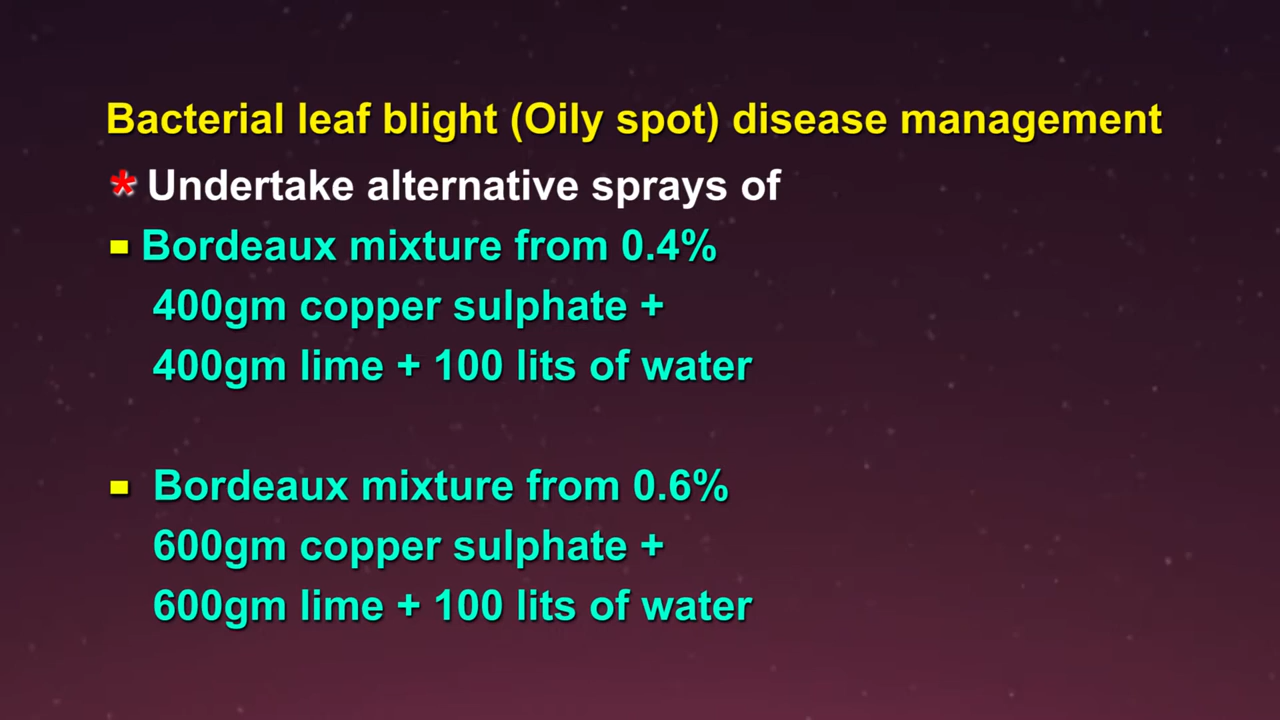 Bacterial leaf blight (Oily spot) disease management
* Undertake alternative sprays of
- Bordeaux mixture from 0.4%
400gm copper sulphate +
400gm lime + 100 lits of water
- Bordeaux mixture from 0.6%
600gm copper sulphate +
600gm lime + 100 lits of water